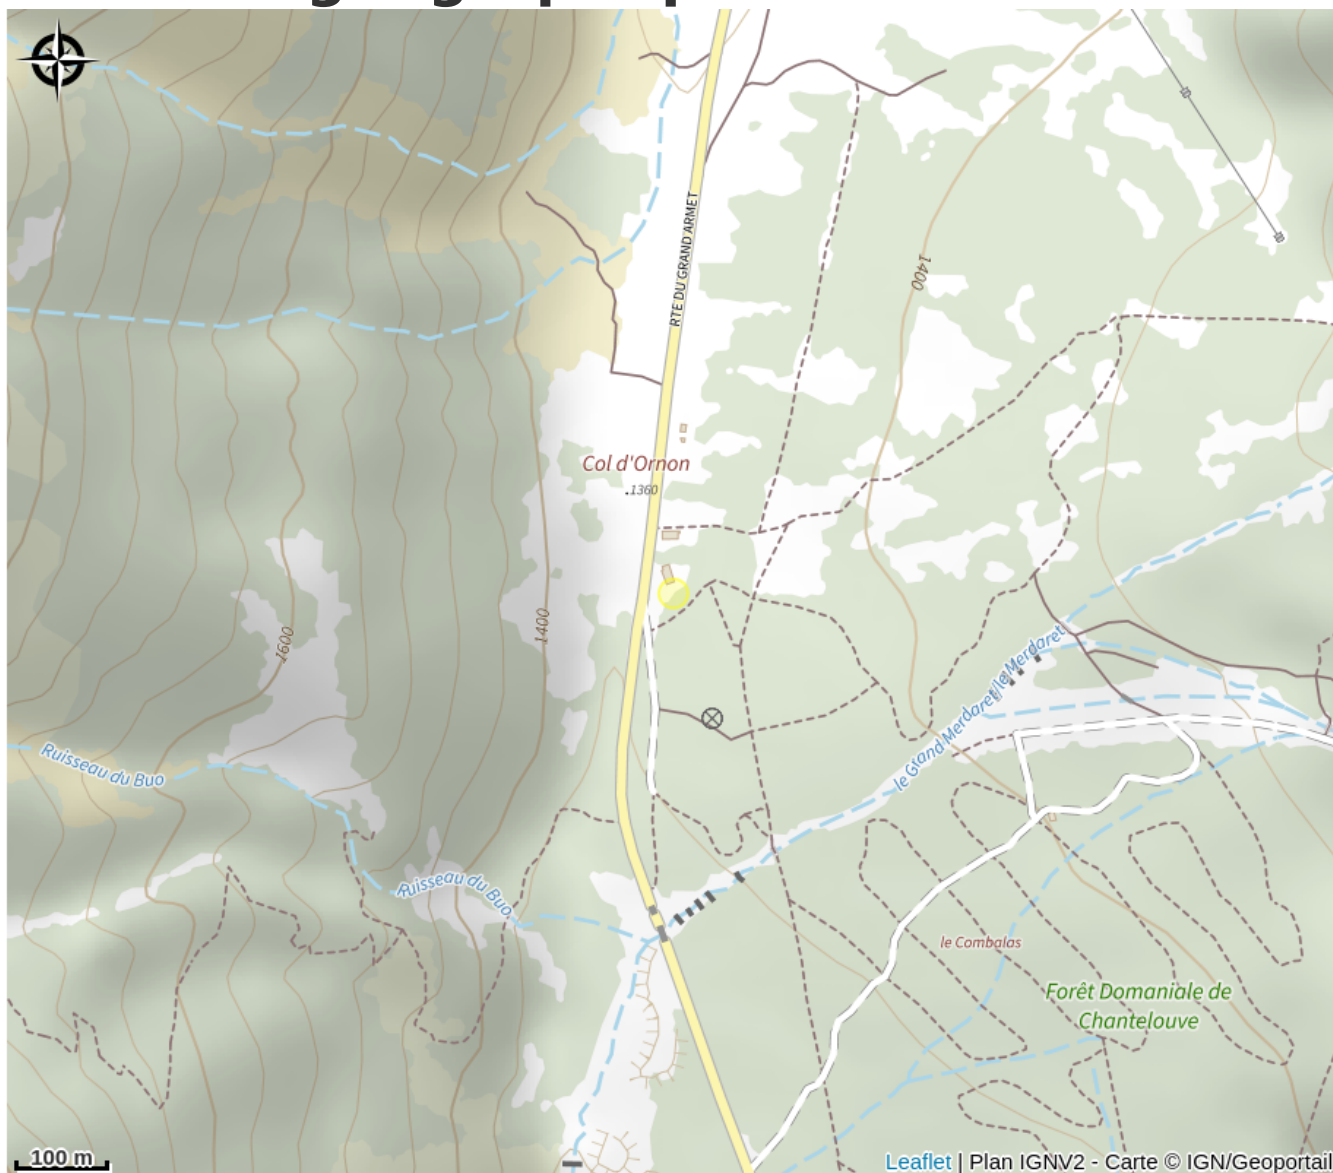 RTE DU GRAND ARMET
1400
Col d'Ornon
.1360
1400
1600
le Grand Merdaret/le Merdaret
Ruisseau du Buo
Ruisseau du Buo
le Combalas
Forêt Domaniale de
Chantelouve
100 m
Leaflet | Plan IGNV2 - Carte © IGN/Geoportail